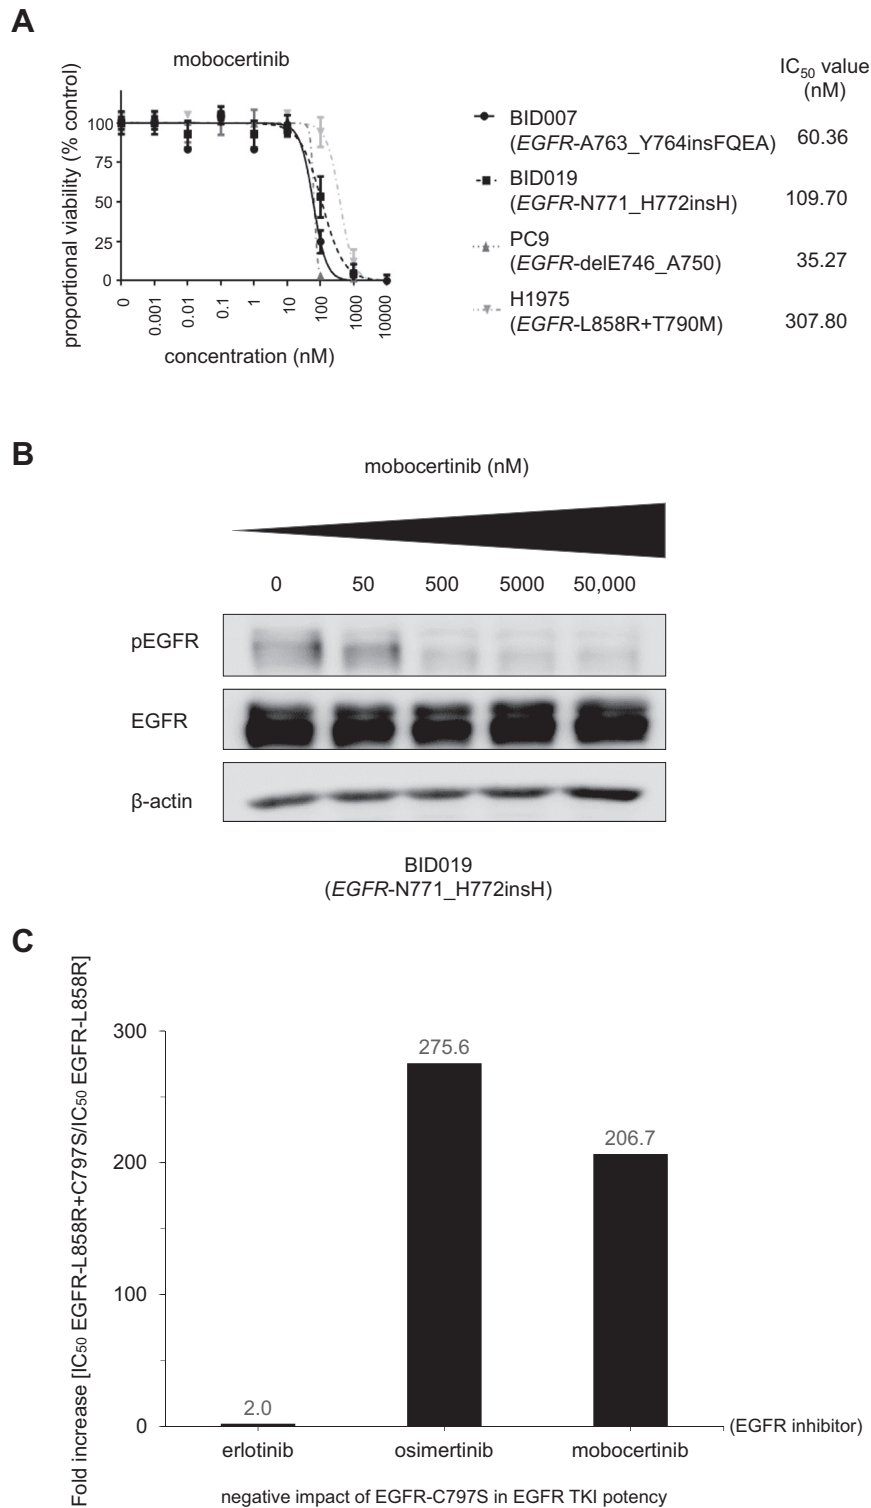 A
mobocertinib
proportional viability (% control)
100
75
50
25
0
0
0.001
0.01
0.1
1
10
100
1000
10000
concentration (nM)
IC50 value
(nM)
BID007
(EGFR-A763_Y764insFQEA) 60.36
BID019
(EGFR-N771_H772insH) 109.70
PC9
(EGFR-delE746_A750) 35.27
H1975
(EGFR-L858R+T790M) 307.80
B
mobocertinib (nM)
0 50 500 5000 50,000
pEGFR
EGFR
β-actin
BID019
(EGFR-N771_H772insH)
C
Fold increase [IC50 EGFR-L858R+C797S/IC50 EGFR-L858R]
300
200
100
0
2.0
275.6
206.7
erlotinib osimertinib mobocertinib
(EGFR inhibitor)
negative impact of EGFR-C797S in EGFR TKI potency